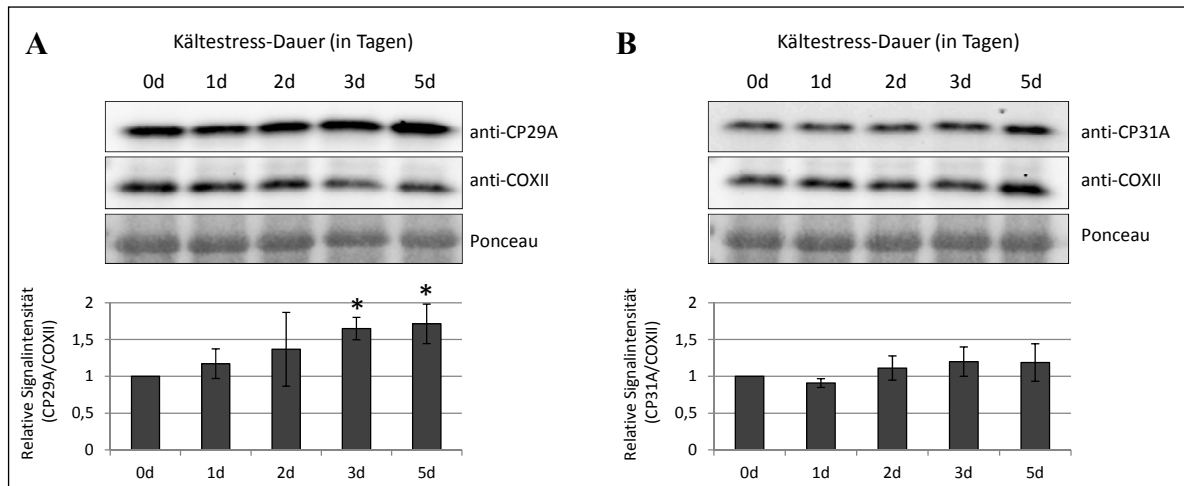 A
Kältestress-Dauer (in Tagen)
0d 1d 2d 3d 5d
anti-CP29A
anti-COXII
Ponceau
Relative Signalintensität
(CP29A/COXII)
2
1,5
1
0,5
0
* *
0d 1d 2d 3d 5d
B
Kältestress-Dauer (in Tagen)
0d 1d 2d 3d 5d
anti-CP31A
anti-COXII
Ponceau
Relative Signalintensität
(CP31A/COXII)
2
1,5
1
0,5
0
0d 1d 2d 3d 5d